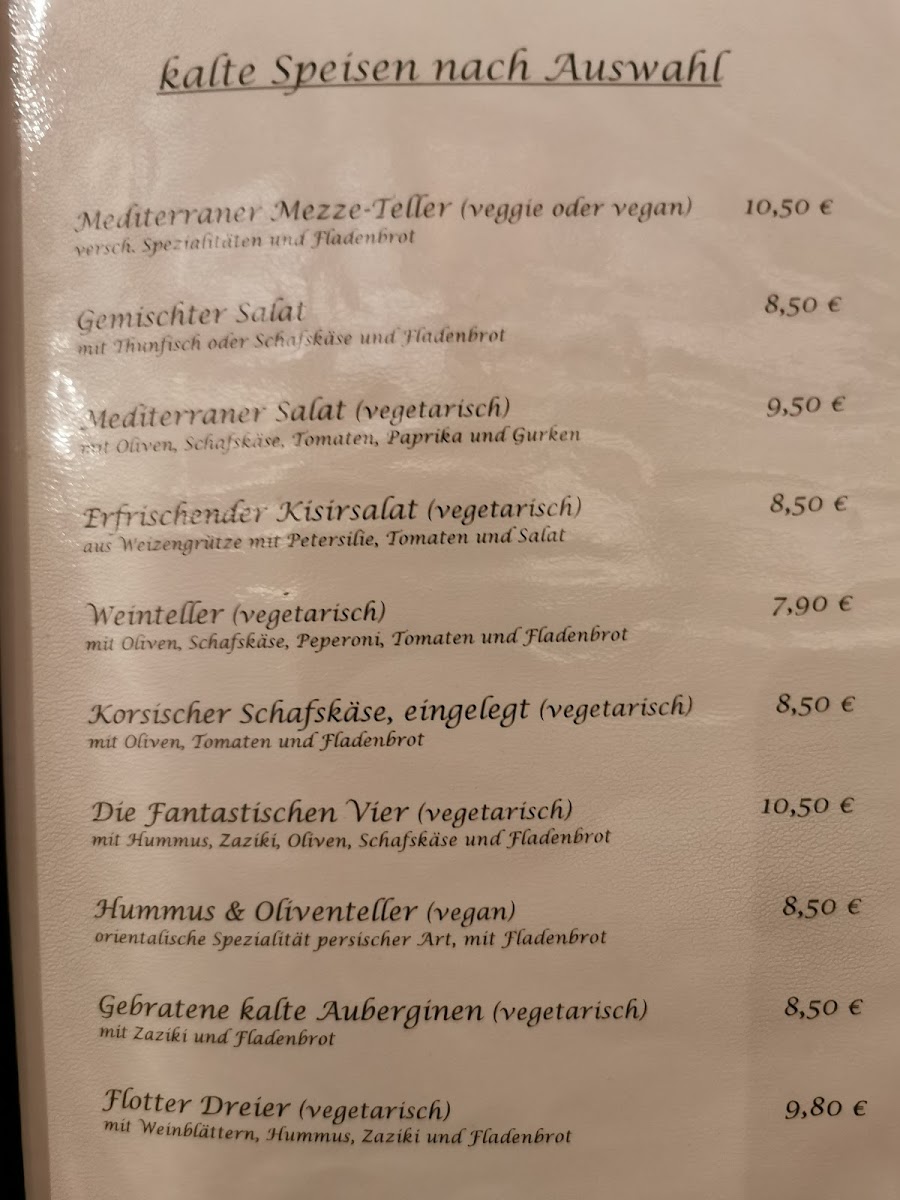 kalte Speisen nach Auswahl
Mediterraner Mezze-Teller (veggie oder vegan) 10,50 €
versch. Spezialitäten und Fladenbrot
Gemischter Salat 8,50 €
mit Thunfisch oder Schafskäse und Fladenbrot
Mediterraner Salat (vegetarisch) 9,50 €
mit Oliven, Schafskäse, Tomaten, Paprika und Gurken
Erfrischender Kisirsalat (vegetarisch) 8,50 €
aus Weizengrütze mit Petersilie, Tomaten und Salat
Weinteller (vegetarisch) 7,90 €
mit Oliven, Schafskäse, Peperoni, Tomaten und Fladenbrot
Korsischer Schafskäse, eingelegt (vegetarisch) 8,50 €
mit Oliven, Tomaten und Fladenbrot
Die Fantastischen Vier (vegetarisch) 10,50 €
mit Hummus, Zaziki, Oliven, Schafskäse und Fladenbrot
Hummus & Oliventeller (vegan) 8,50 €
orientalische Spezialität persischer Art, mit Fladenbrot
Gebratene kalte Auberginen (vegetarisch) 8,50 €
mit Zaziki und Fladenbrot
Flotter Dreier (vegetarisch) 9,80 €
mit Weinblättern, Hummus, Zaziki und Fladenbrot